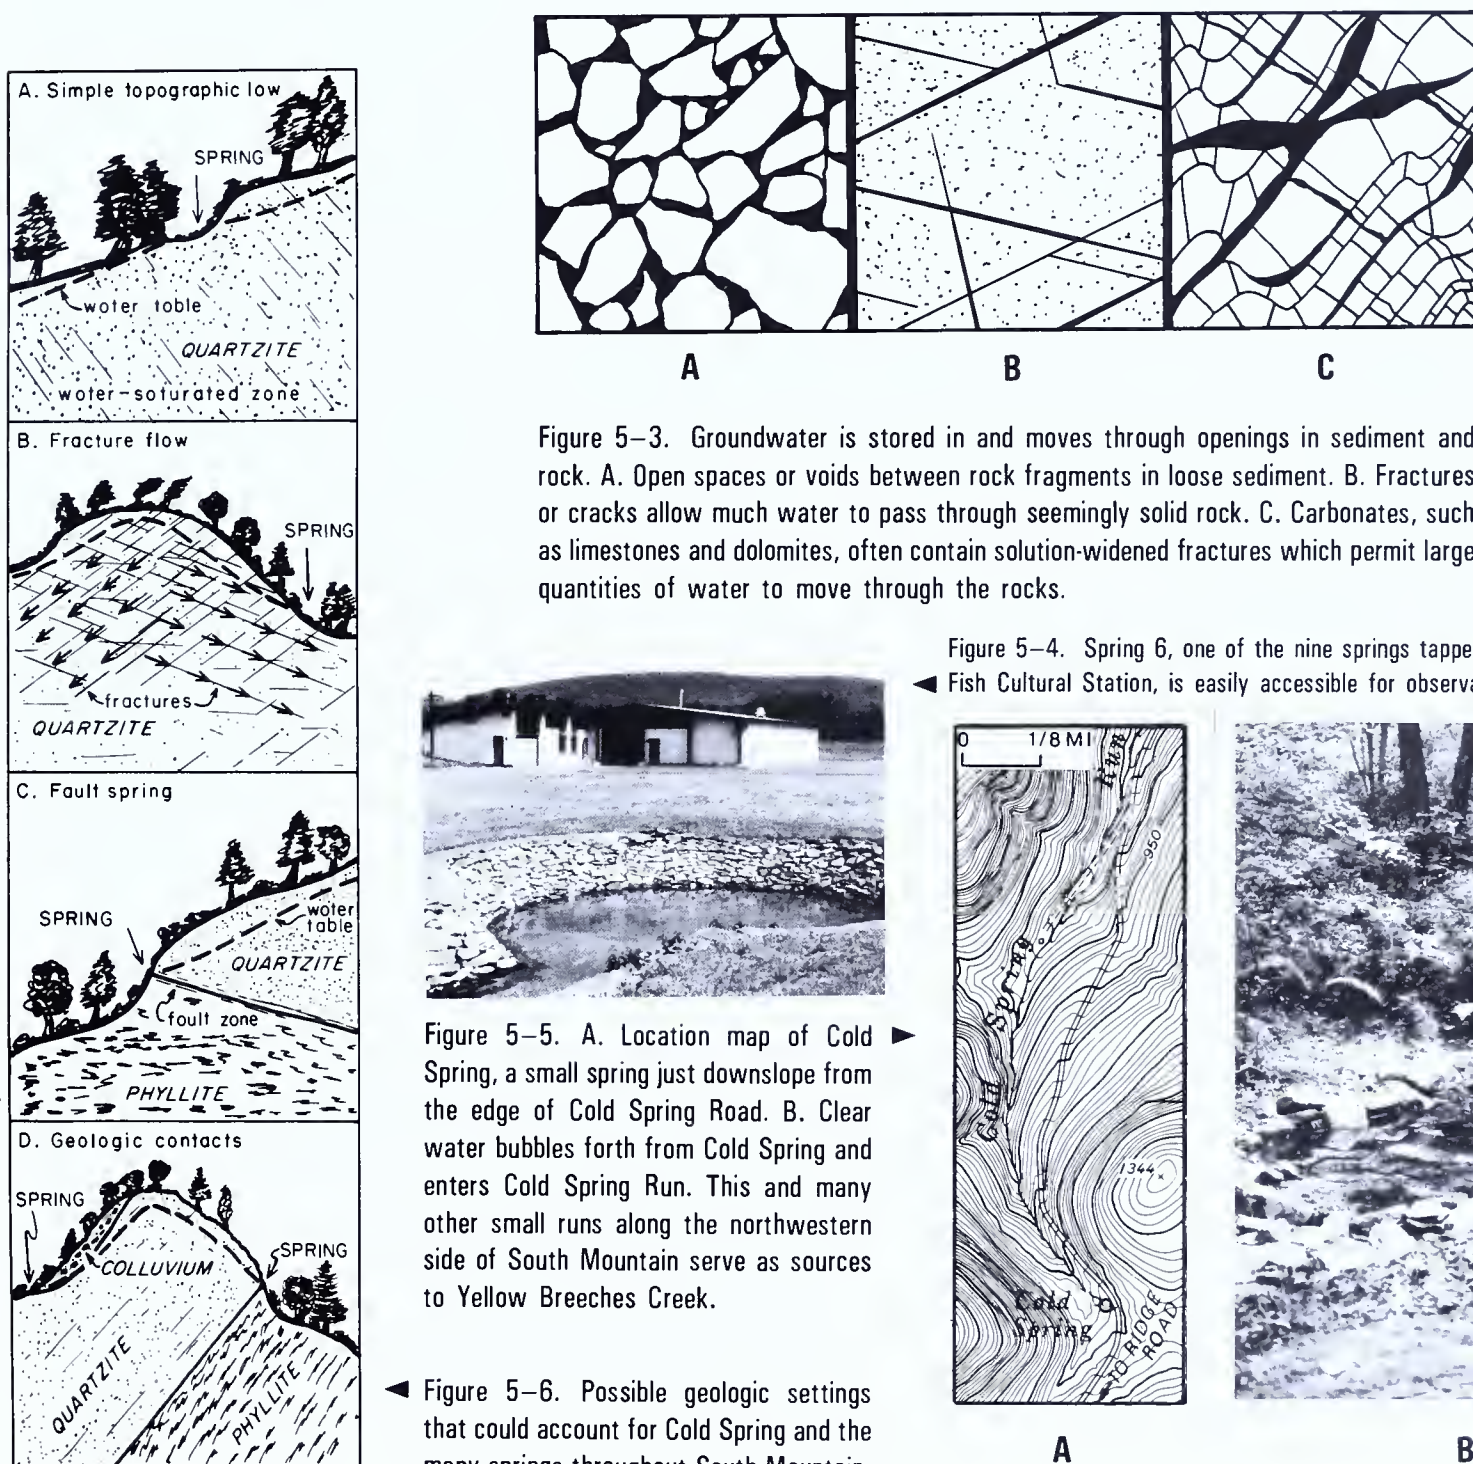 A. Simple topographic low
SPRING
water table
QUARTZITE
water-saturated zone
B. Fracture flow
SPRING
fractures
QUARTZITE
C. Fault spring
SPRING
water
table
QUARTZITE
fault zone
PHYLLITE
D. Geologic contacts
SPRING
SPRING
COLLUVIUM
QUARTZITE
PHYLLITE
A B C
Figure 5–3. Groundwater is stored in and moves through openings in sediment and
rock. A. Open spaces or voids between rock fragments in loose sediment. B. Fractures
or cracks allow much water to pass through seemingly solid rock. C. Carbonates, such
as limestones and dolomites, often contain solution-widened fractures which permit large
quantities of water to move through the rocks.
Figure 5–4. Spring 6, one of the nine springs tappe
◄ Fish Cultural Station, is easily accessible for observa
0 1/8 MI
Run
950
Spring
Cold
1344
Cold
Spring
TO RIDGE
ROAD
A
B
Figure 5–5. A. Location map of Cold ►
Spring, a small spring just downslope from
the edge of Cold Spring Road. B. Clear
water bubbles forth from Cold Spring and
enters Cold Spring Run. This and many
other small runs along the northwestern
side of South Mountain serve as sources
to Yellow Breeches Creek.
◄ Figure 5–6. Possible geologic settings
that could account for Cold Spring and the
many springs throughout South Mountain